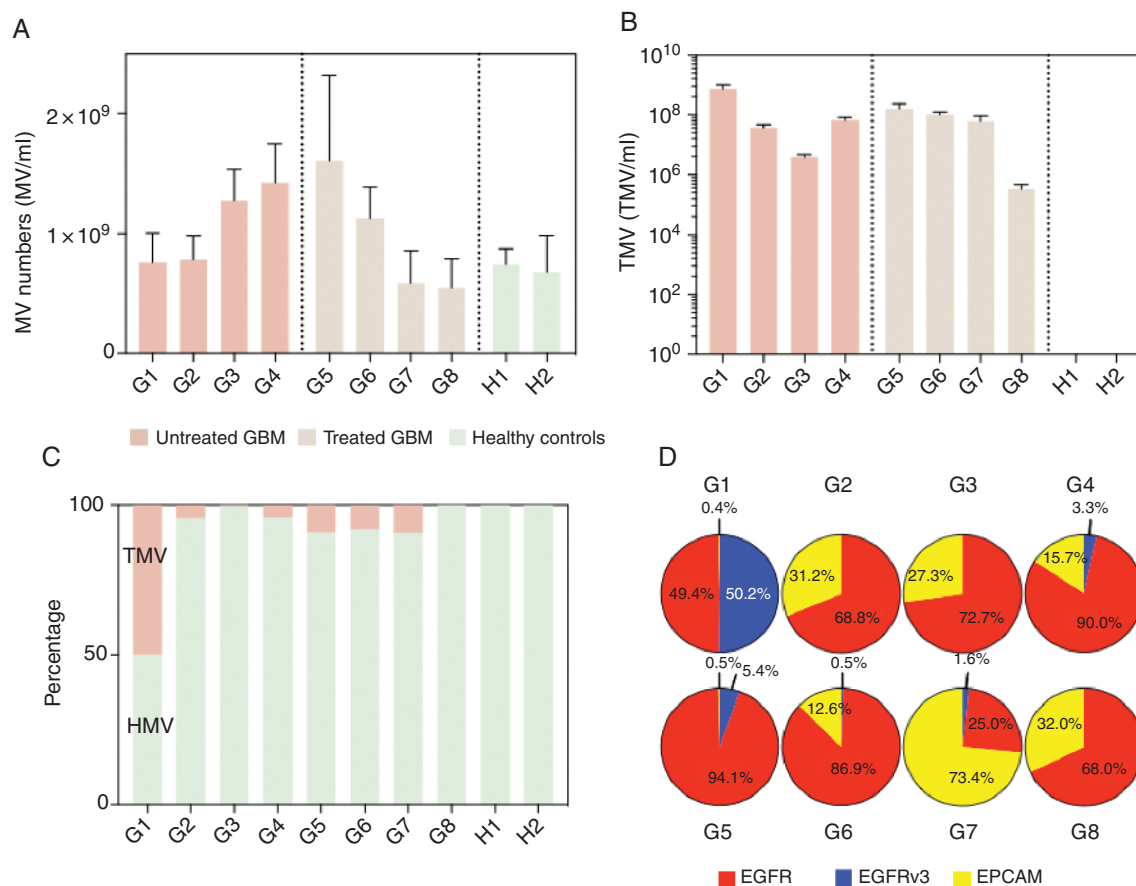 A
MV numbers (MV/ml)
2 × 10⁹
1 × 10⁹
0
G1 G2 G3 G4 G5 G6 G7 G8 H1 H2
B
TMV (TMV/ml)
10¹⁰
10⁸
10⁶
10⁴
10²
10⁰
G1 G2 G3 G4 G5 G6 G7 G8 H1 H2
Untreated GBM Treated GBM Healthy controls
C
Percentage
100
50
0
TMV
HMV
G1 G2 G3 G4 G5 G6 G7 G8 H1 H2
D
G1 G2 G3 G4
0.4% 3.3%
49.4% 50.2% 31.2% 68.8% 27.3% 72.7% 15.7% 90.0%
0.5% 5.4% 0.5% 1.6%
94.1% 12.6% 86.9% 25.0% 73.4% 32.0% 68.0%
G5 G6 G7 G8
EGFR EGFRv3 EPCAM